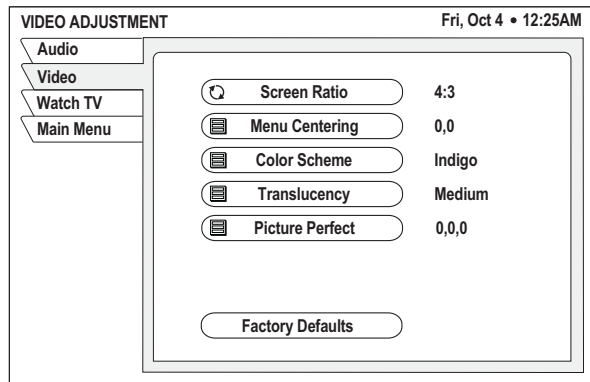 VIDEO ADJUSTMENT Fri, Oct 4 • 12:25AM
Audio
Video
Watch TV
Main Menu
Screen Ratio 4:3
Menu Centering 0,0
Color Scheme Indigo
Translucency Medium
Picture Perfect 0,0,0
Factory Defaults